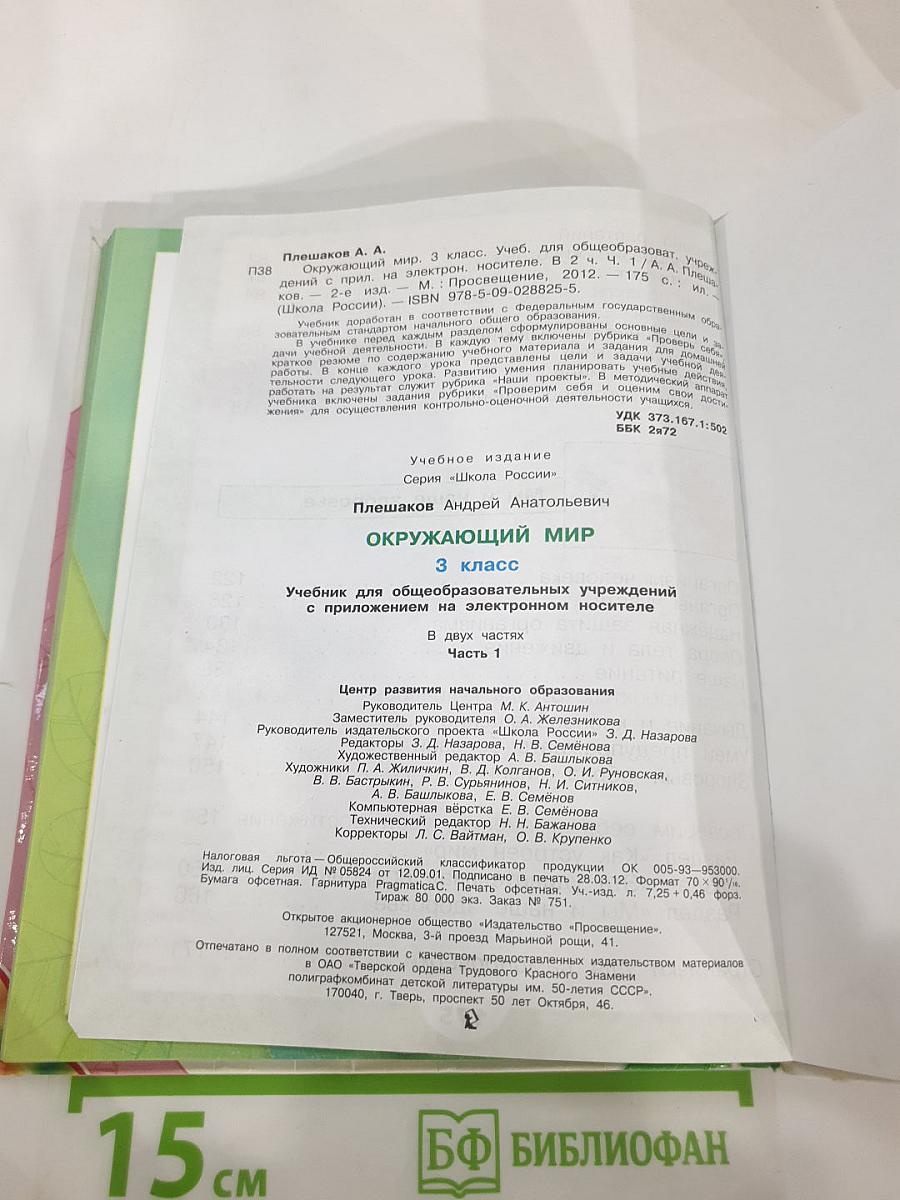 Плешаков А. А.
П38 Окружающий мир. 3 класс. Учеб. для общеобразоват. учреж-
дений с прил. на электрон. носителе. В 2 ч. Ч. 1 / А. А. Плеша-
ков. — 2-е изд. — М. : Просвещение, 2012. — 175 с. : ил. —
(Школа России). — ISBN 978-5-09-028825-5.
Учебник доработан в соответствии с Федеральным государственным обра-
зовательным стандартом начального общего образования.
В учебнике перед каждым разделом сформулированы основные цели и за-
дачи учебной деятельности. В каждую тему включены рубрика «Проверь себя»,
краткое резюме по содержанию учебного материала и задания для домашней
работы. В конце каждого урока представлены цели и задачи учебной дея-
тельности следующего урока. Развитию умения планировать учебные действия,
работать на результат служит рубрика «Наши проекты». В методический аппарат
учебника включены задания рубрики «Проверим себя и оценим свои дости-
жения» для осуществления контрольно-оценочной деятельности учащихся.
УДК 373.167.1:502
ББК 2я72
Учебное издание
Серия «Школа России»
Плешаков Андрей Анатольевич
ОКРУЖАЮЩИЙ МИР
3 класс
Учебник для общеобразовательных учреждений
с приложением на электронном носителе
В двух частях
Часть 1
Центр развития начального образования
Руководитель Центра М. К. Антошин
Заместитель руководителя О. А. Железникова
Руководитель издательского проекта «Школа России» З. Д. Назарова
Редакторы З. Д. Назарова, Н. В. Семёнова
Художественный редактор А. В. Башлыкова
Художники П. А. Жиличкин, В. Д. Колганов, О. И. Руновская,
В. В. Бастрыкин, Р. В. Сурьянинов, Н. И. Ситников,
А. В. Башлыкова, Е. В. Семёнов
Компьютерная вёрстка Е. В. Семёнова
Технический редактор Н. Н. Бажанова
Корректоры Л. С. Вайтман, О. В. Крупенко
Налоговая льгота — Общероссийский классификатор продукции ОК 005-93—953000.
Изд. лиц. Серия ИД № 05824 от 12.09.01. Подписано в печать 28.03.12. Формат 70 × 90¹/₁₆.
Бумага офсетная. Гарнитура PragmaticaC. Печать офсетная. Уч.-изд. л. 7,25 + 0,46 форз.
Тираж 80 000 экз. Заказ № 751.
Открытое акционерное общество «Издательство «Просвещение».
127521, Москва, 3-й проезд Марьиной рощи, 41.
Отпечатано в полном соответствии с качеством предоставленных издательством материалов
в ОАО «Тверской ордена Трудового Красного Знамени
полиграфкомбинат детской литературы им. 50-летия СССР».
170040, г. Тверь, проспект 50 лет Октября, 46.
15 см
БФ БИБЛИОФАН